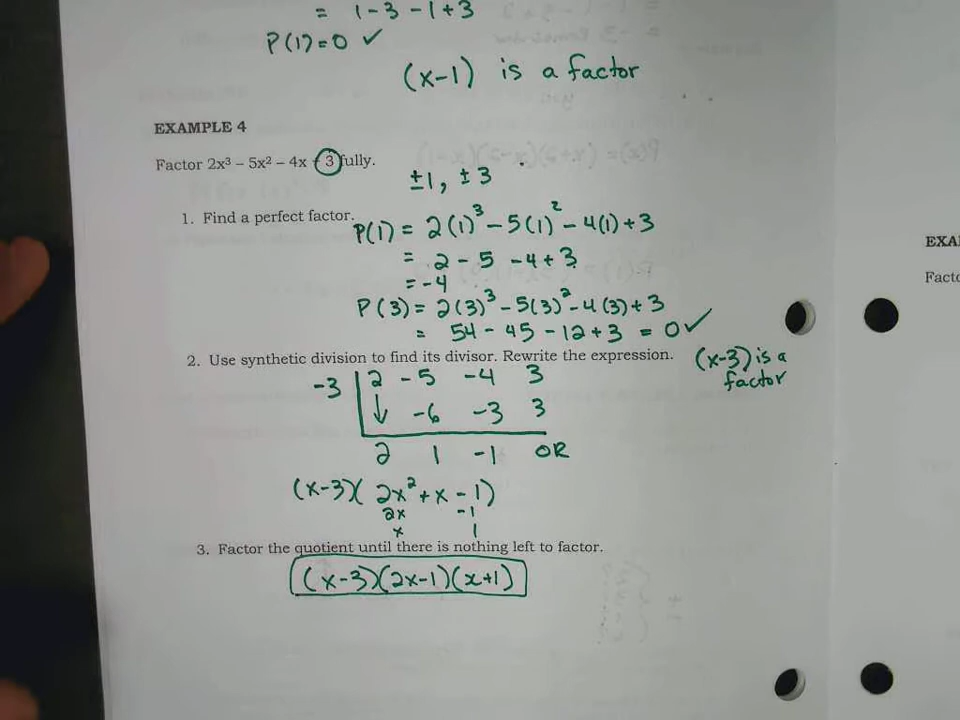 = 1-3-1+3
P(1)=0 ✓
(x-1) is a factor
EXAMPLE 4
Factor 2x³ – 5x² – 4x + 3 fully.
±1, ±3
1. Find a perfect factor.
P(1) = 2(1)³-5(1)²-4(1)+3
= 2-5-4+3
=-4
P(3)=2(3)³-5(3)²-4(3)+3
= 54-45-12+3 = 0 ✓
(x-3) is a
factor
2. Use synthetic division to find its divisor. Rewrite the expression.
-3 2 -5 -4 3
↓ -6 -3 3
2 1 -1 0R
(x-3)(2x²+x-1)
2x -1
x 1
3. Factor the quotient until there is nothing left to factor.
(x-3)(2x-1)(x+1)
EXA
Facto